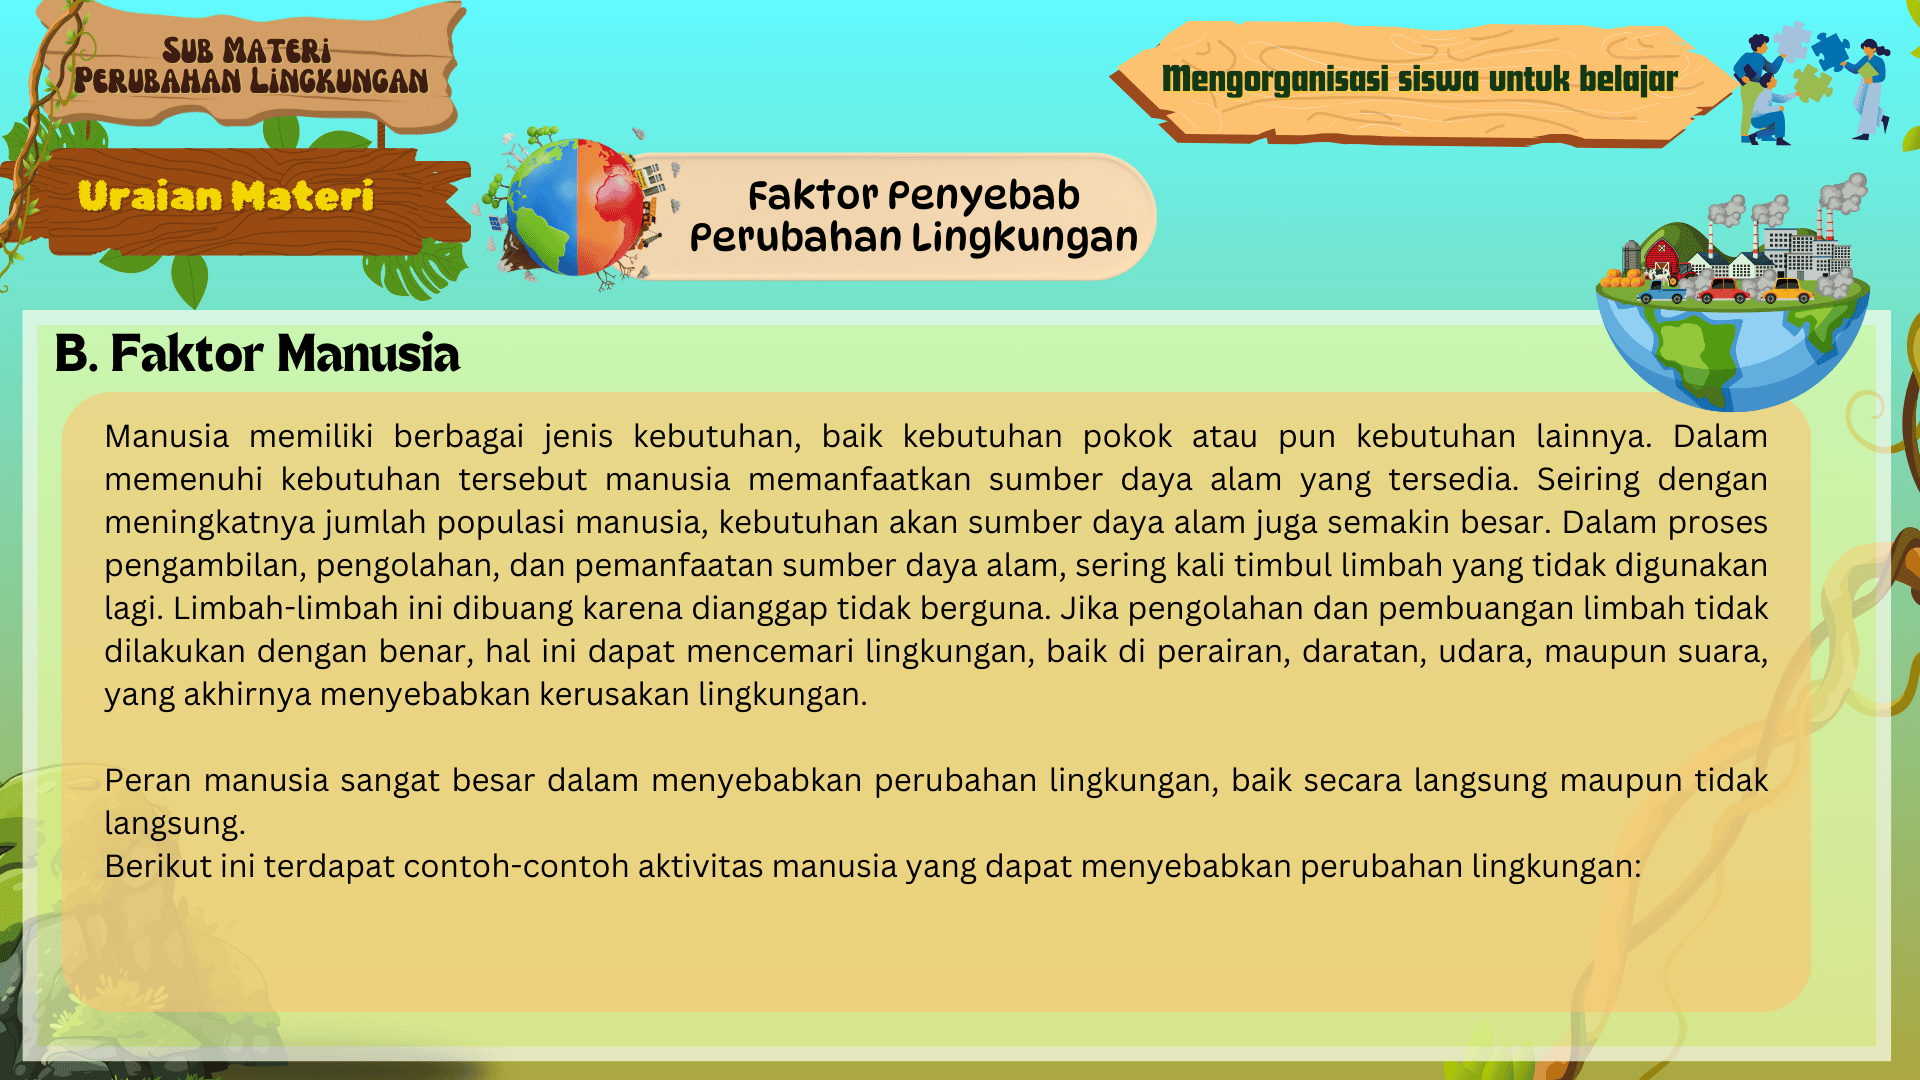 Sub Materi
Perubahan Lingkungan
Mengorganisasi siswa untuk belajar
Uraian Materi
Faktor Penyebab
Perubahan Lingkungan
B. Faktor Manusia
Manusia memiliki berbagai jenis kebutuhan, baik kebutuhan pokok atau pun kebutuhan lainnya. Dalam
memenuhi kebutuhan tersebut manusia memanfaatkan sumber daya alam yang tersedia. Seiring dengan
meningkatnya jumlah populasi manusia, kebutuhan akan sumber daya alam juga semakin besar. Dalam proses
pengambilan, pengolahan, dan pemanfaatan sumber daya alam, sering kali timbul limbah yang tidak digunakan
lagi. Limbah-limbah ini dibuang karena dianggap tidak berguna. Jika pengolahan dan pembuangan limbah tidak
dilakukan dengan benar, hal ini dapat mencemari lingkungan, baik di perairan, daratan, udara, maupun suara,
yang akhirnya menyebabkan kerusakan lingkungan.
Peran manusia sangat besar dalam menyebabkan perubahan lingkungan, baik secara langsung maupun tidak
langsung.
Berikut ini terdapat contoh-contoh aktivitas manusia yang dapat menyebabkan perubahan lingkungan: